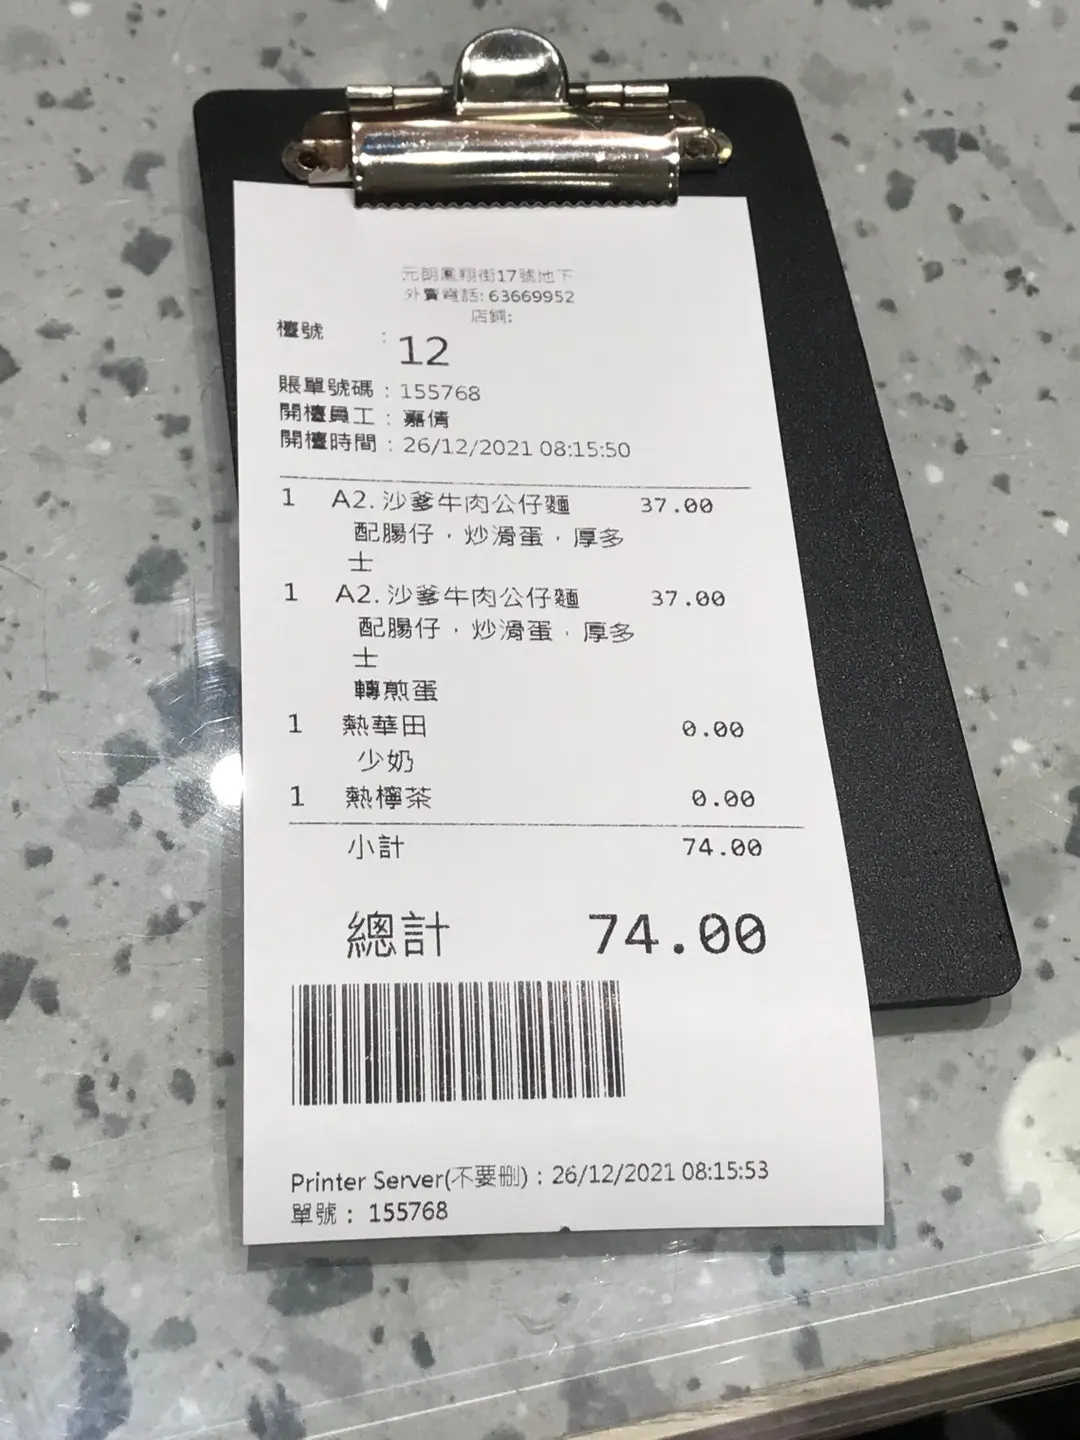 元朗鳳翔街17號地下
外賣電話: 63669952
店鋪:
檯號 : 12
賬單號碼 : 155768
開檯員工 : 嘉倩
開檯時間 : 26/12/2021 08:15:50
1 A2. 沙爹牛肉公仔麵 37.00
配腸仔，炒滑蛋，厚多
士
1 A2. 沙爹牛肉公仔麵 37.00
配腸仔，炒滑蛋，厚多
士
轉煎蛋
1 熱華田 0.00
少奶
1 熱檸茶 0.00
小計 74.00
總計 74.00
Printer Server(不要刪) : 26/12/2021 08:15:53
單號 : 155768